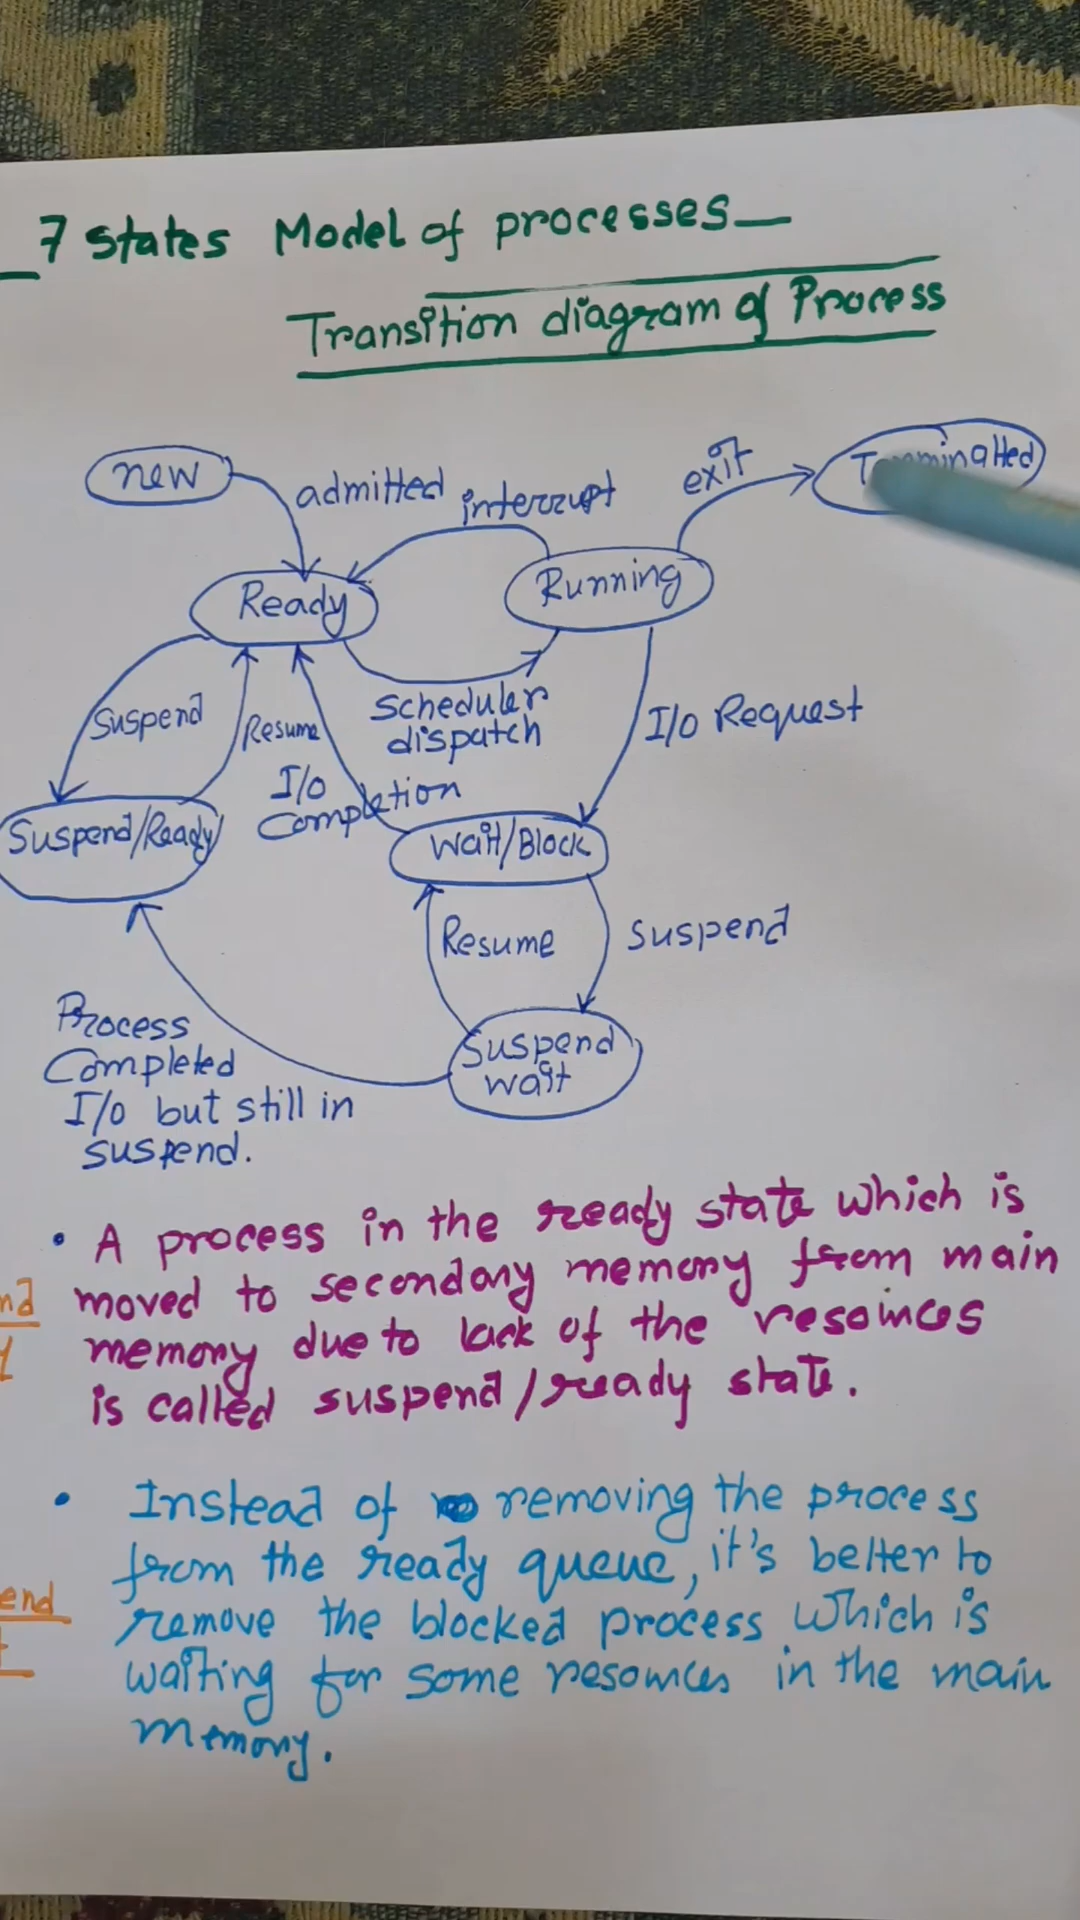 7 States Model of processes
Transition diagram of Process
new
admitted
interrupt
exit
Terminatted
Ready
Running
Suspend
Resume
Scheduler
dispatch
I/o Request
I/o
Completion
Suspend/Ready
Wait/Block
Resume
Suspend
Suspend
wait
Process
Completed
I/o but still in
suspend.
• A process in the ready state which is
moved to secondary memory from main
memory due to lack of the
is called suspend/ready state.
• Instead of removing the process
from the ready queue, it's better to
remove the blocked process which is
waiting for some in the main
memory.